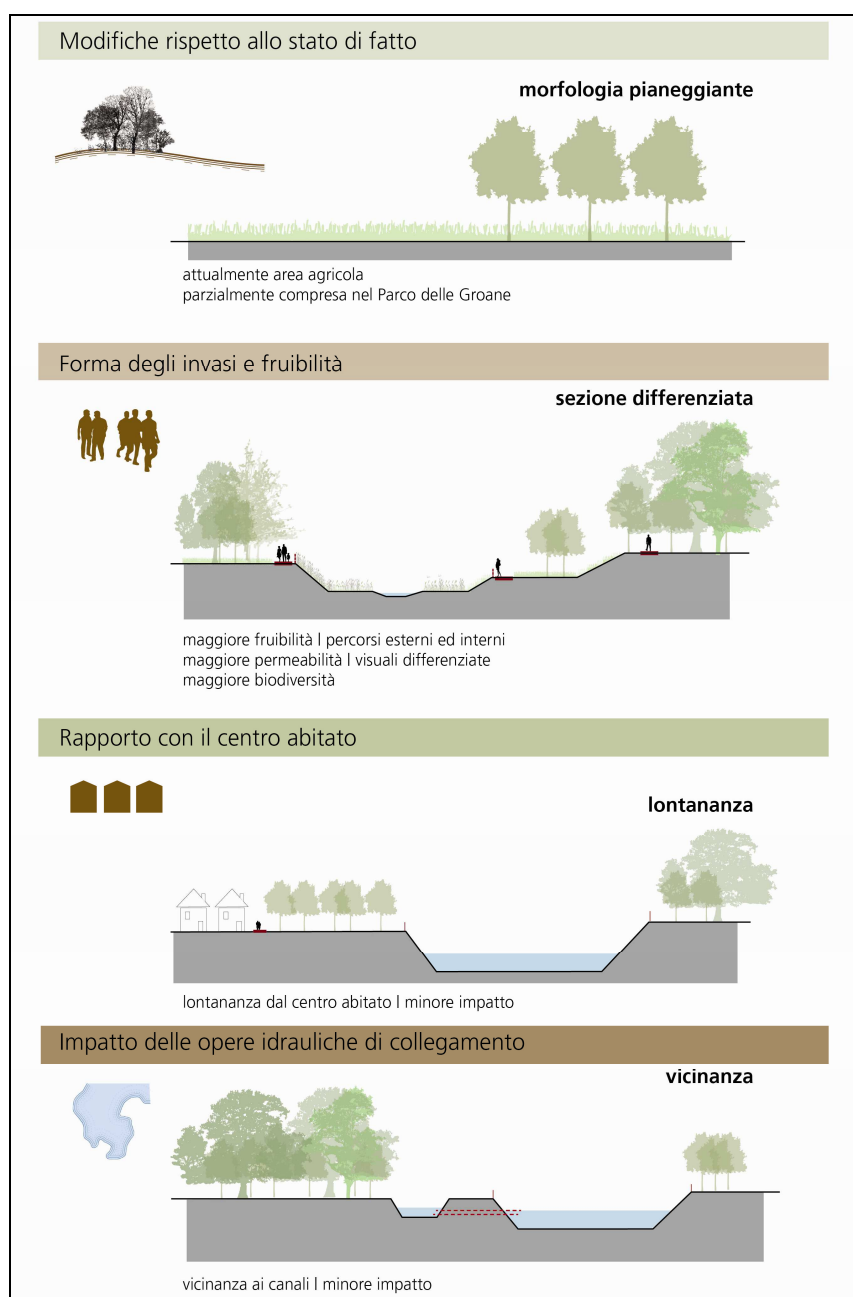 Modifiche rispetto allo stato di fatto
morfologia pianeggiante
attualmente area agricola
parzialmente compresa nel Parco delle Groane
Forma degli invasi e fruibilità
sezione differenziata
maggiore fruibilità l percorsi esterni ed interni
maggiore permeabilità l visuali differenziate
maggiore biodiversità
Rapporto con il centro abitato
lontananza
lontananza dal centro abitato l minore impatto
Impatto delle opere idrauliche di collegamento
vicinanza
vicinanza ai canali l minore impatto